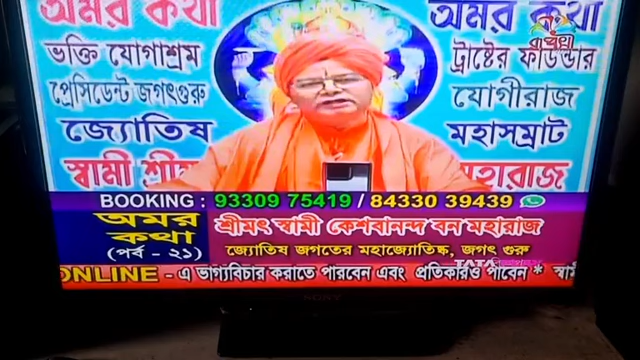 অমর কথা
অমর কথা
ভক্তি যোগাশ্রম
ট্রাষ্টের ফাউন্ডার
প্রেসিডেন্ট জগৎগুরু
যোগীরাজ
জ্যোতিষ
মহাসম্রাট
স্বামী
মহারাজ
BOOKING : 93309 75419 / 84330 39439
অমর কথা
(পর্ব - ২১)
শ্রীমৎ স্বামী কেশবানন্দ বন মহারাজ
জ্যোতিষ জগতের মহাজ্যোতিষ্ক, জগৎ গুরু
ONLINE - এ ভাগ্যবিচার করাতে পারবেন এবং প্রতিকারও পাবেন *
SONY